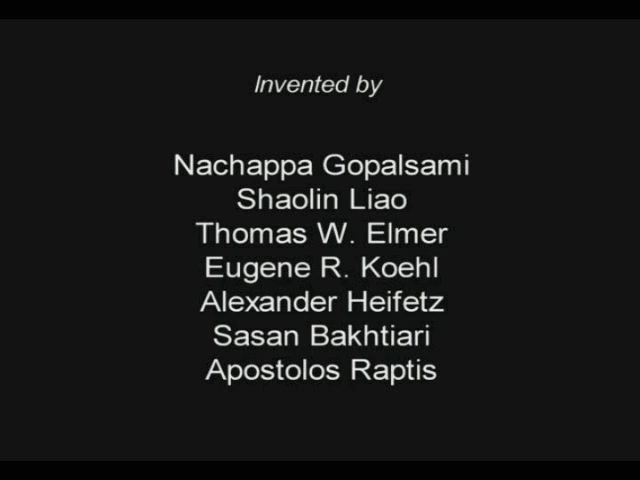 Invented by
Nachappa Gopalsami
Shaolin Liao
Thomas W. Elmer
Eugene R. Koehl
Alexander Heifetz
Sasan Bakhtiari
Apostolos Raptis